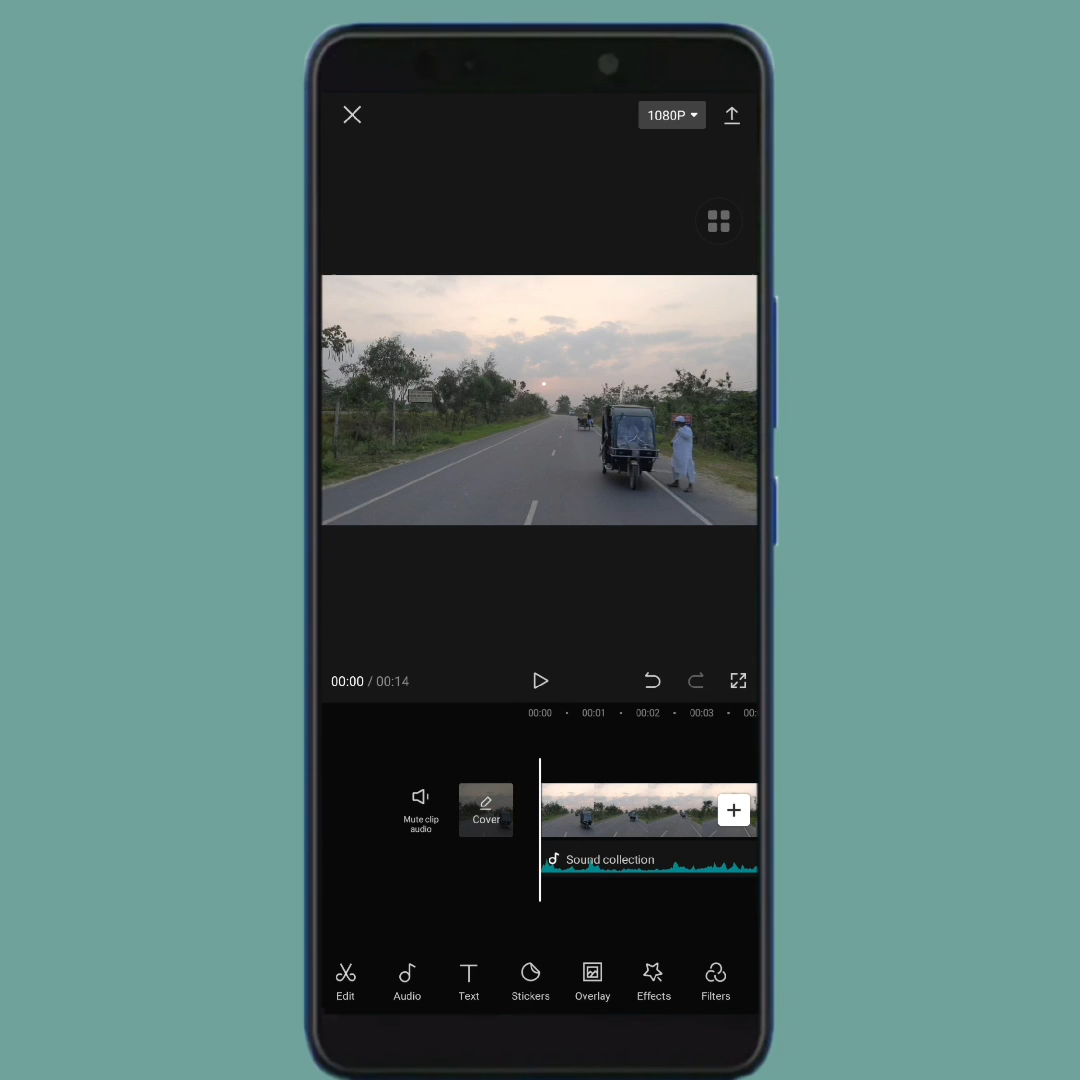 1080P
00:00 / 00:14
00:00 00:01 00:02 00:03 00:
Mute clip
audio
Cover
Sound collection
Edit Audio Text Stickers Overlay Effects Filters